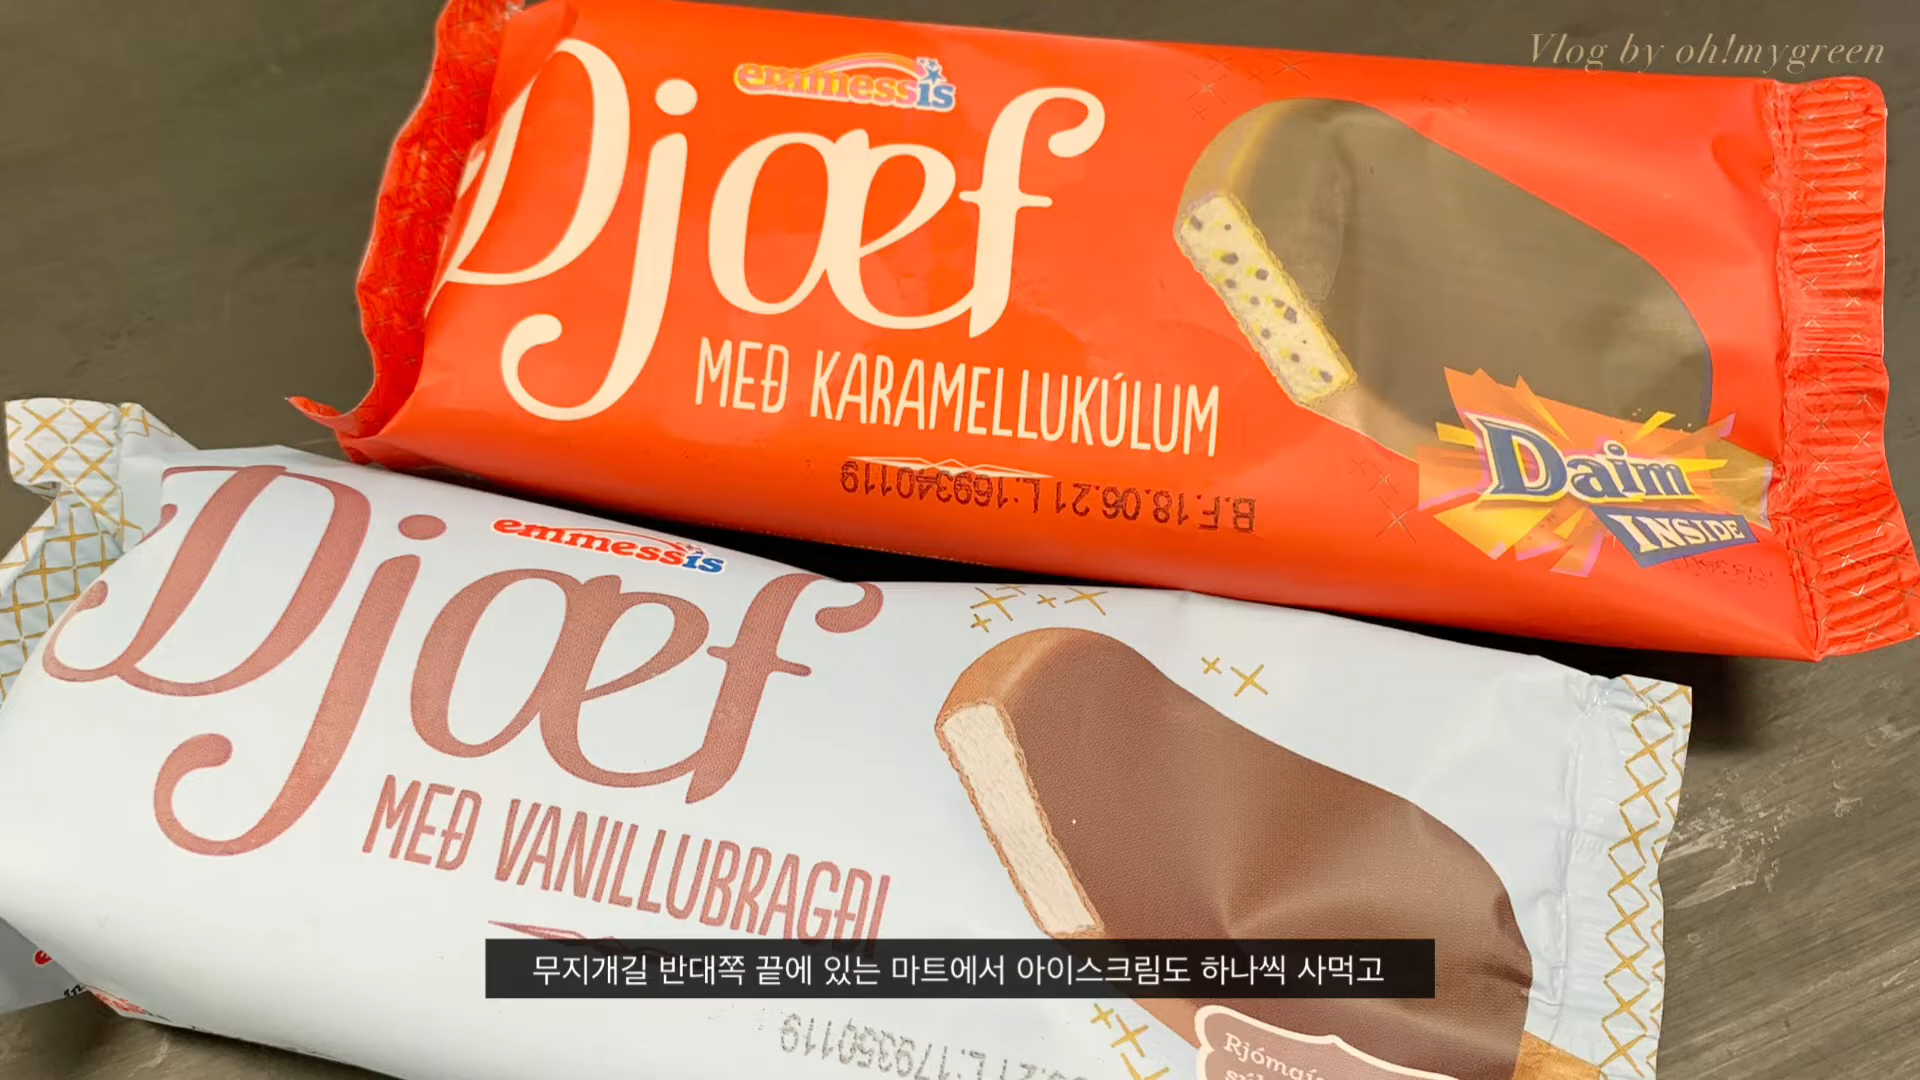 Vlog by oh!mygreen
emmessís
Djæf
MEÐ KARAMELLUKÚLUM
B.F.18.06.21 L:169340119
Daim
INSIDE
emmessís
Djæf
MEÐ VANILLUBRAGÐI
무지개길 반대쪽 끝에 있는 마트에서 아이스크림도 하나씩 사먹고